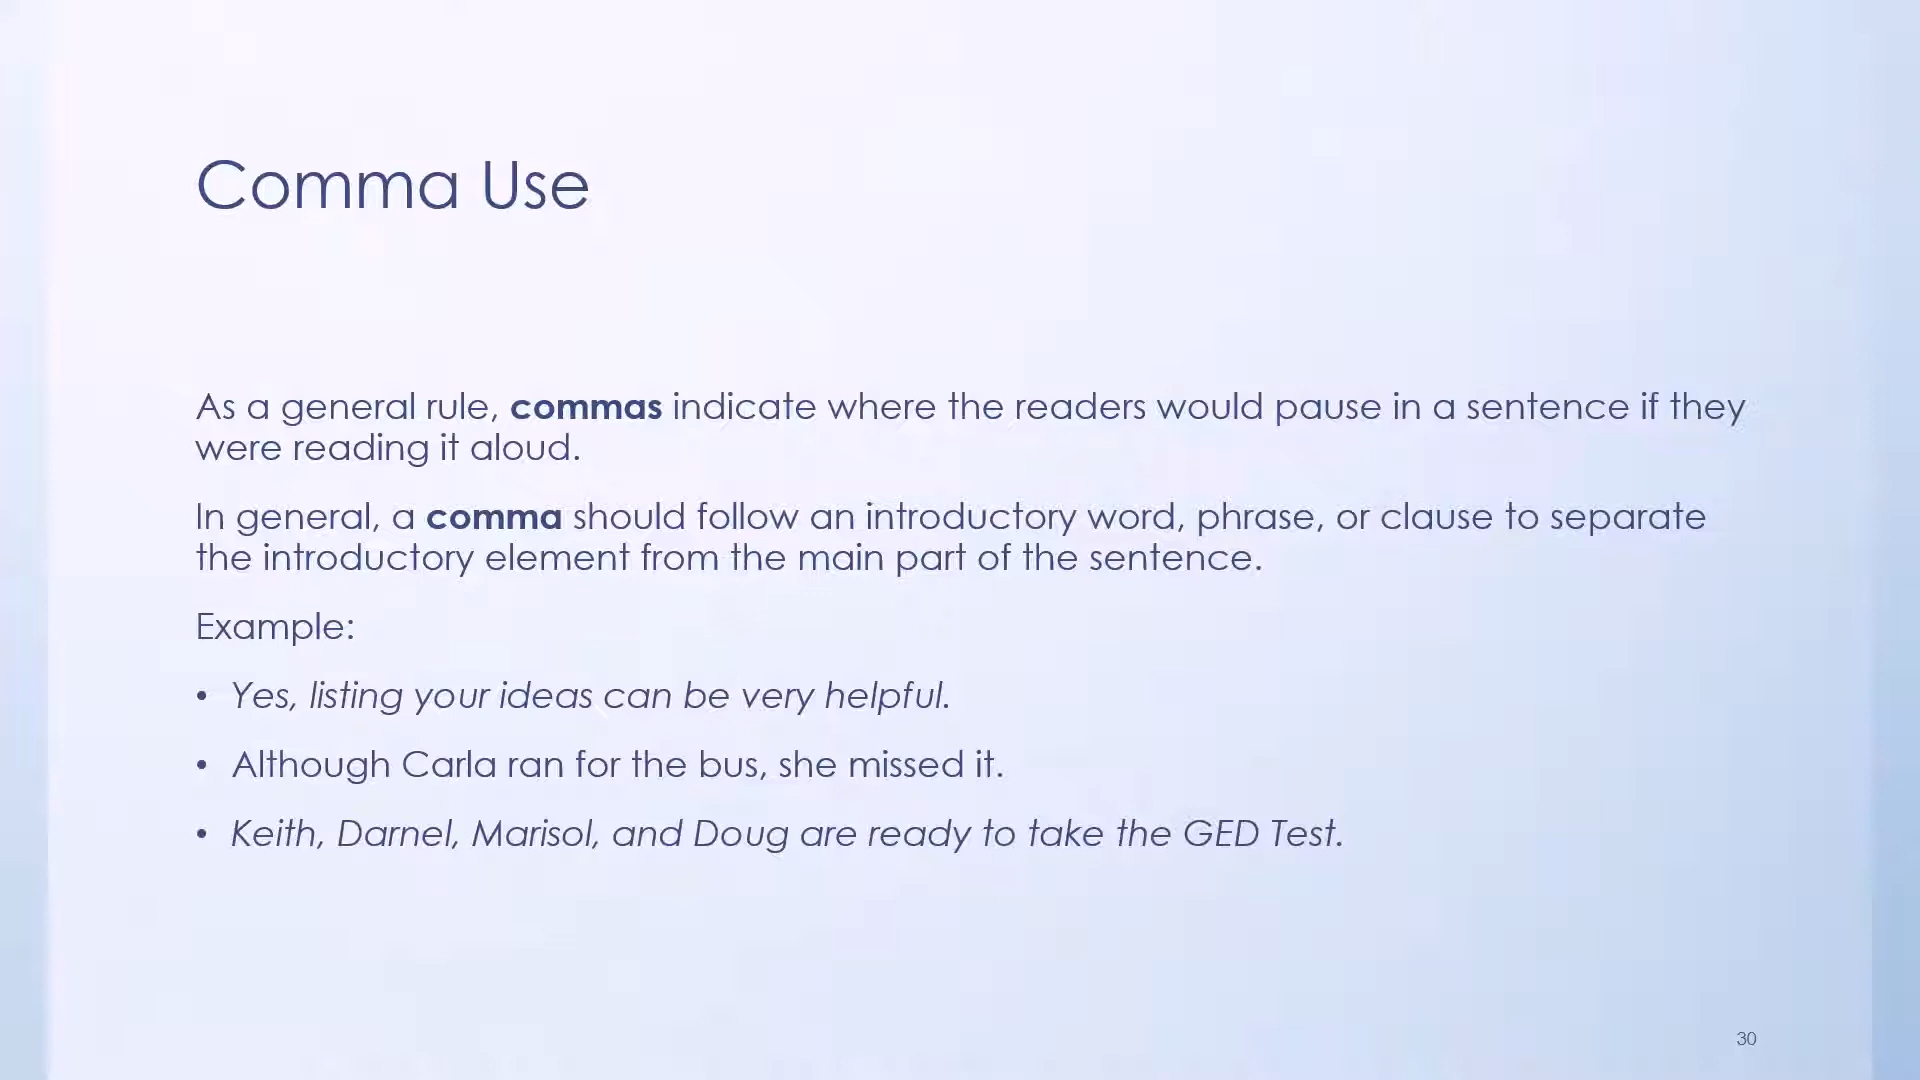 Comma Use
As a general rule, commas indicate where the readers would pause in a sentence if they
were reading it aloud.
In general, a comma should follow an introductory word, phrase, or clause to separate
the introductory element from the main part of the sentence.
Example:
• Yes, listing your ideas can be very helpful.
• Although Carla ran for the bus, she missed it.
• Keith, Darnel, Marisol, and Doug are ready to take the GED Test.
30